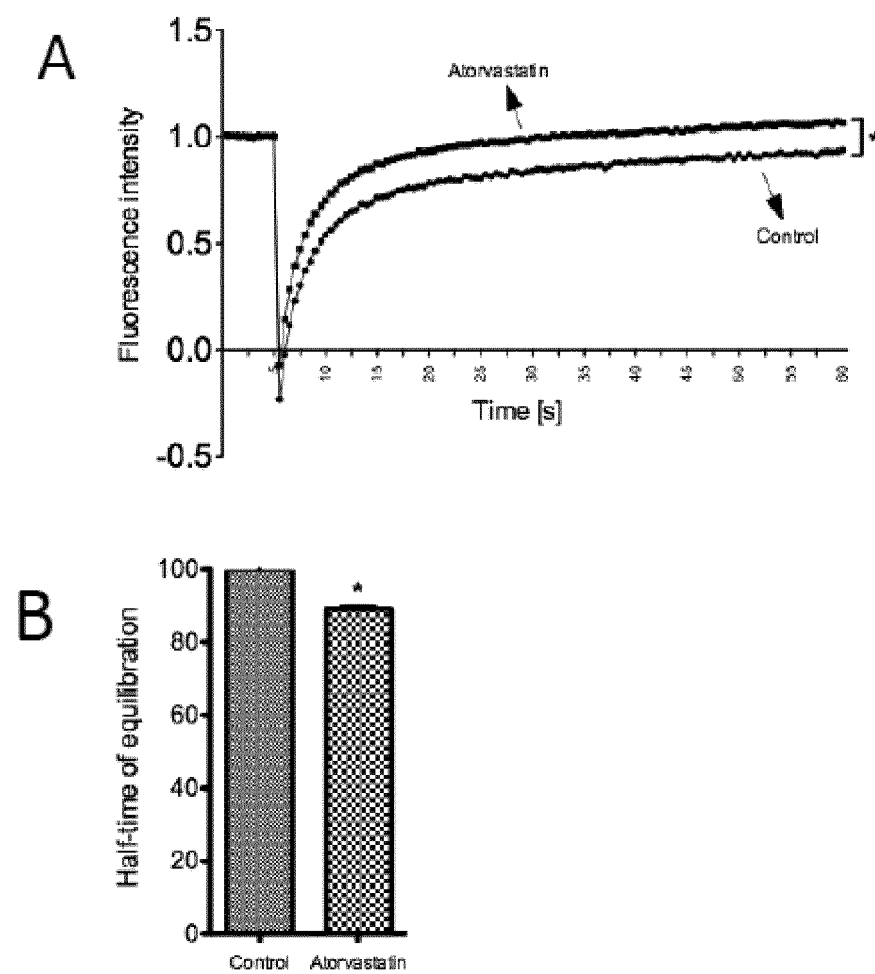 A
1.5
Atorvastatin
1.0
Fluorescence intensity
0.5
Control
0.0
5 10 15 20 25 30 35 40 45 50 55 60
Time [s]
-0.5
B
100
*
80
60
Half-time of equilibration
40
20
0
Control Atorvastatin